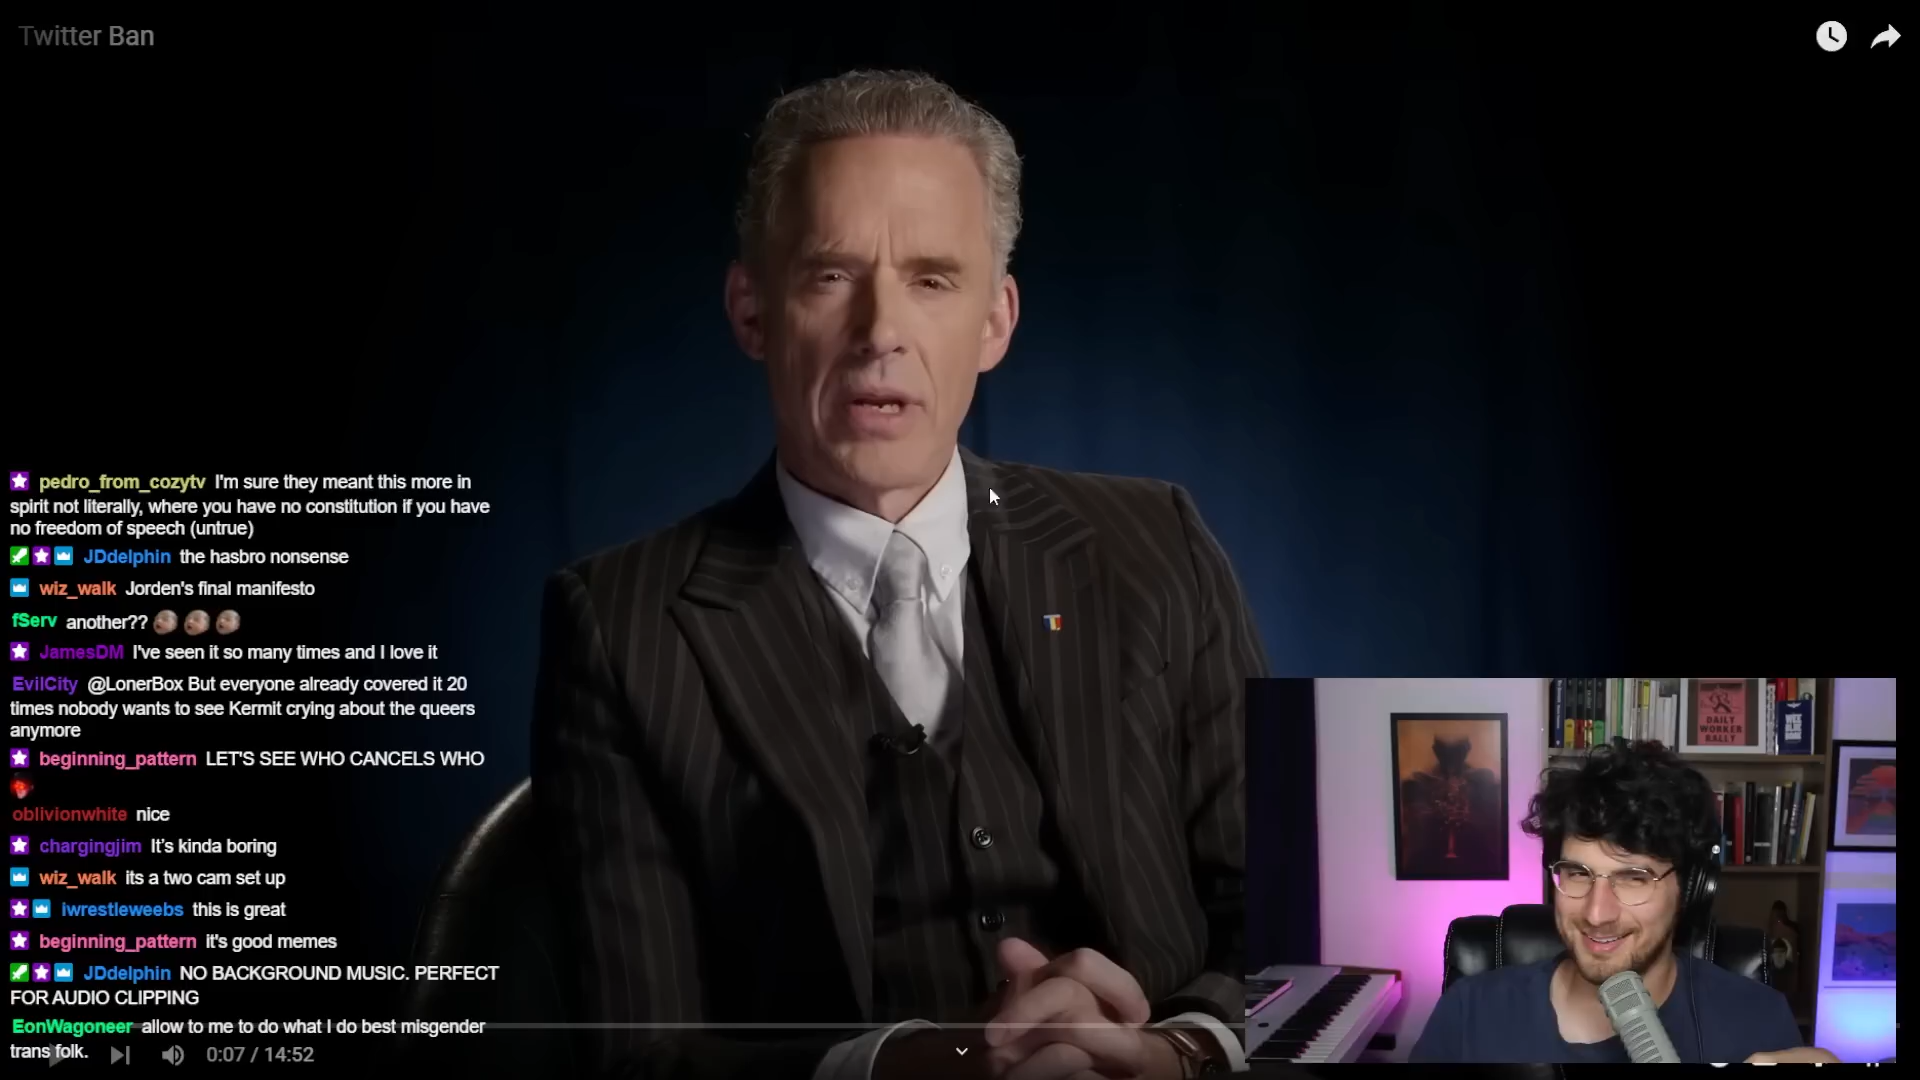 Twitter Ban
pedro_from_cozytv I'm sure they meant this more in
spirit not literally, where you have no constitution if you have
no freedom of speech (untrue)
JDdelphin the hasbro nonsense
wiz_walk Jorden's final manifesto
fServ another??
JamesDM I've seen it so many times and I love it
EvilCity @LonerBox But everyone already covered it 20
times nobody wants to see Kermit crying about the queers
anymore
beginning_pattern LET'S SEE WHO CANCELS WHO
oblivionwhite nice
chargingjim It's kinda boring
wiz_walk its a two cam set up
iwrestleweebs this is great
beginning_pattern it's good memes
JDdelphin NO BACKGROUND MUSIC. PERFECT
FOR AUDIO CLIPPING
EonWagoneer allow to me to do what I do best misgender
trans folk.
0:07 / 14:52
DAILY
WORKER
RALLY